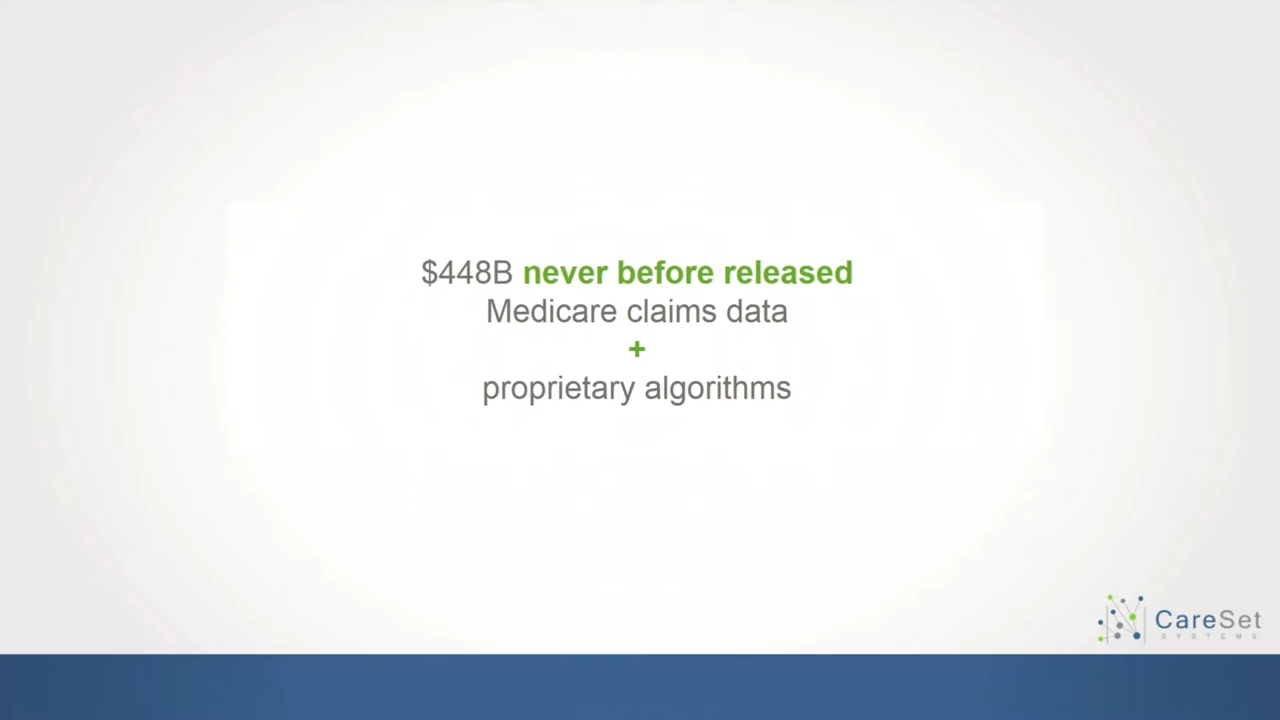 $448B never before released
Medicare claims data
+
proprietary algorithms
CareSet
SYSTEMS